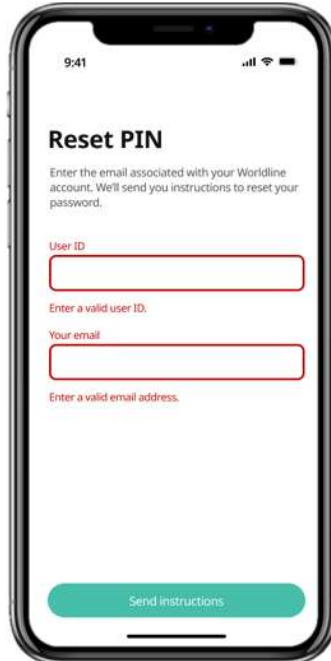 9:41
Reset PIN
Enter the email associated with your Worldline
account. We'll send you instructions to reset your
password.
User ID
Enter a valid user ID.
Your email
Enter a valid email address.
Send instructions